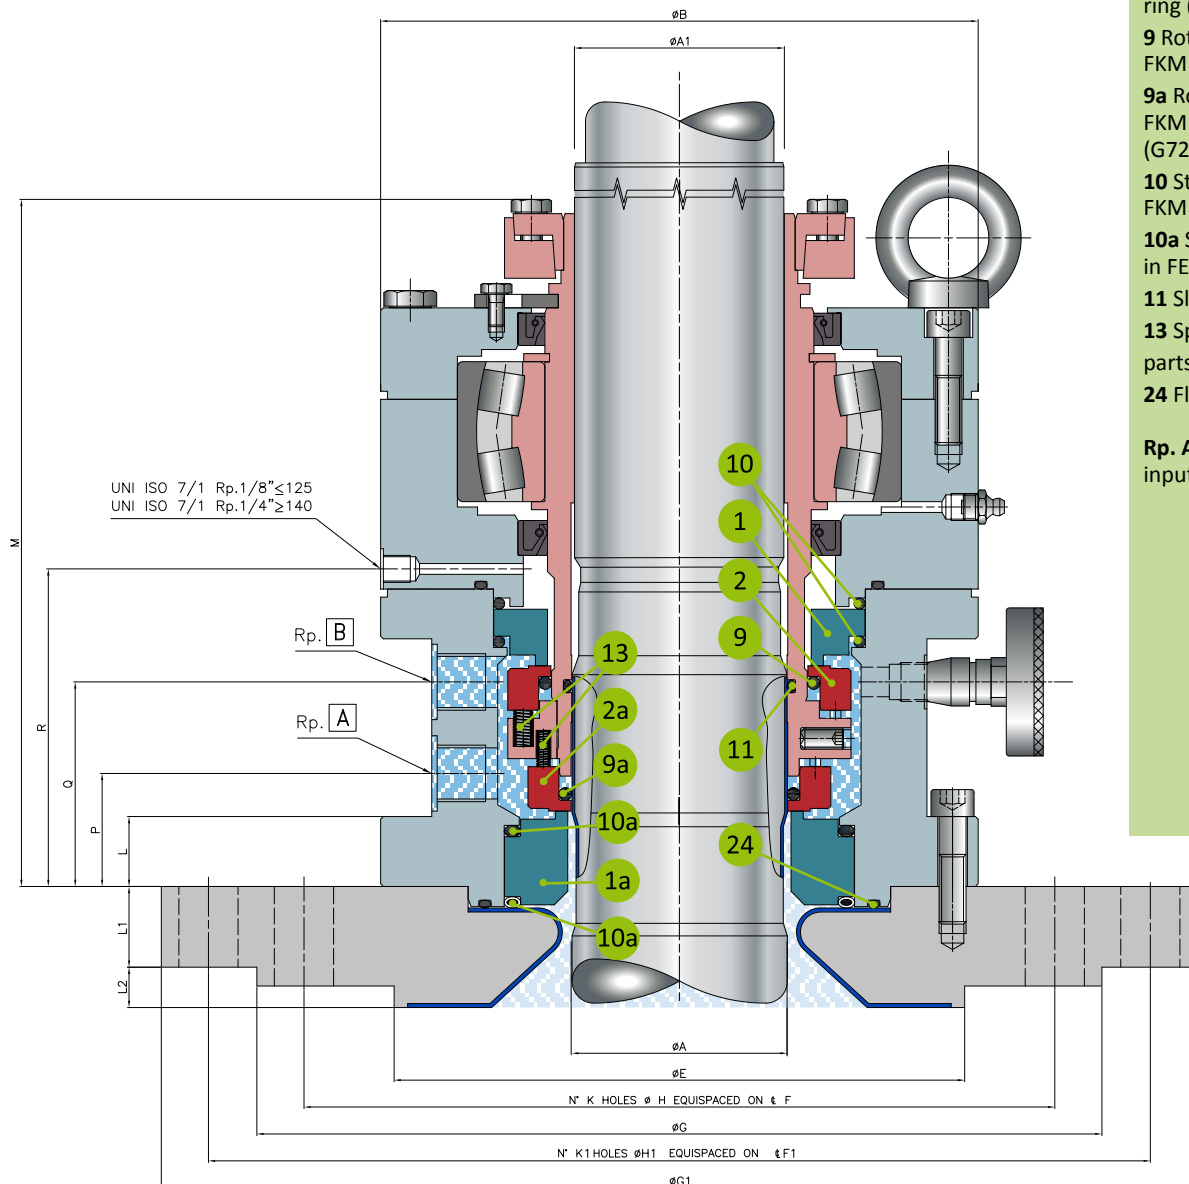 øB
øA1
ring (
9 Rot
FKM
9a Ro
FKM
(G72
10 St
FKM
10a S
in FE
11 Sl
13 Sp
parts
24 Fl
Rp. A
input
UNI ISO 7/1 Rp.1/8"≤125
UNI ISO 7/1 Rp.1/4"≥140
M
R
Q
P
L
L1
L2
Rp. B
Rp. A
10
1
2
9
13
2a
11
9a
10a
24
1a
10a
øA
øE
N° K HOLES ø H EQUISPACED ON ℄ F
øG
N° K1 HOLES øH1 EQUISPACED ON ℄F1
øG1